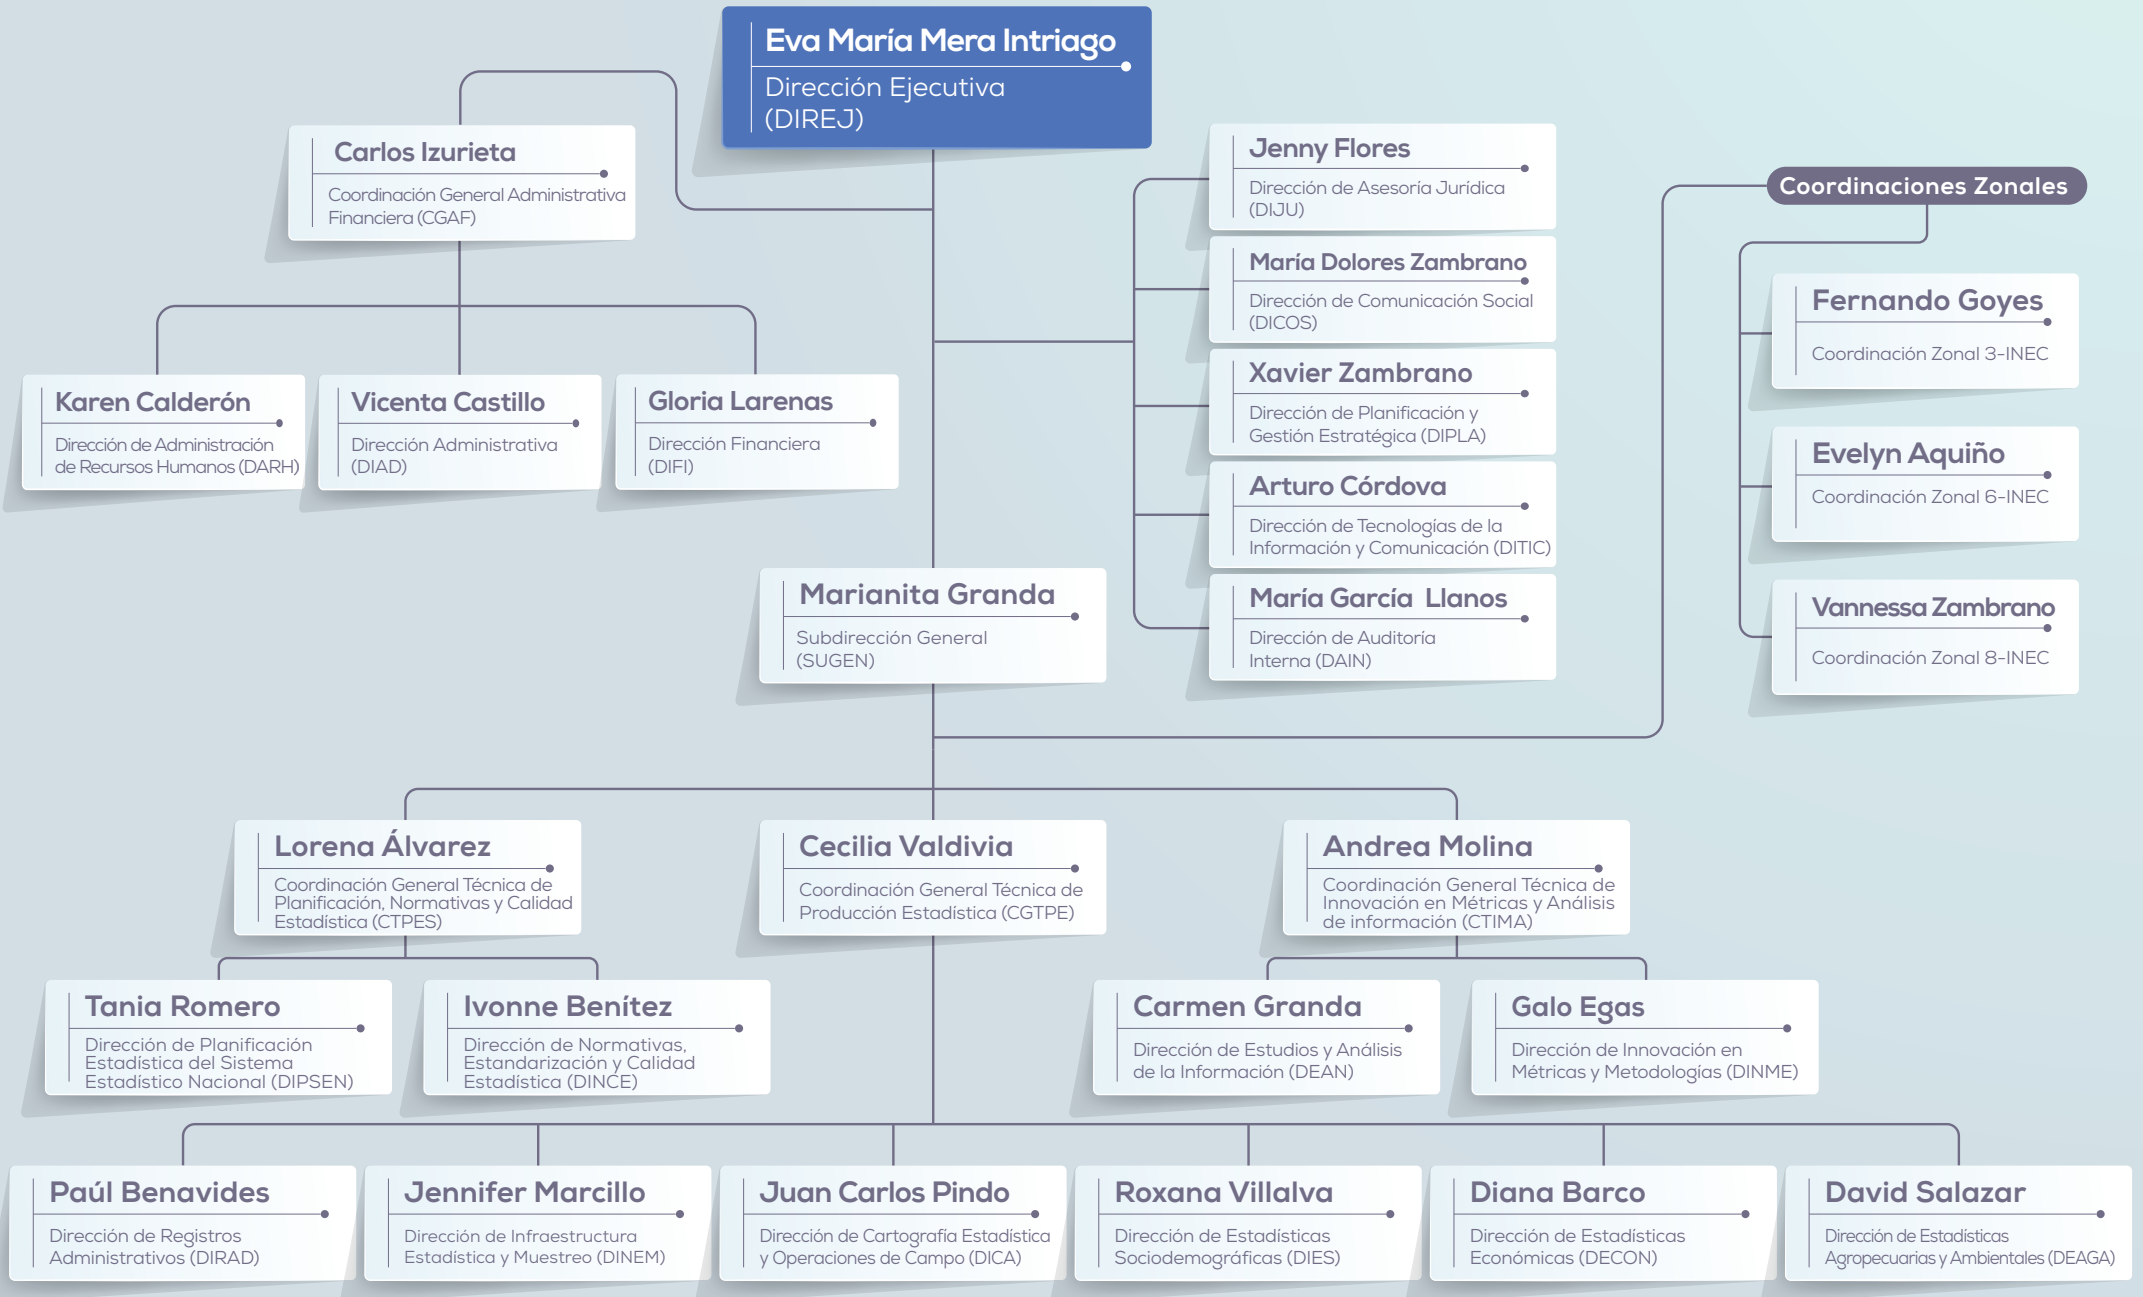 Eva María Mera Intriago
Dirección Ejecutiva
(DIREJ)
Carlos Izurieta
Coordinación General Administrativa
Financiera (CGAF)
Karen Calderón
Dirección de Administración
de Recursos Humanos (DARH)
Vicenta Castillo
Dirección Administrativa
(DIAD)
Gloria Larenas
Dirección Financiera
(DIFI)
Jenny Flores
Dirección de Asesoría Jurídica
(DIJU)
María Dolores Zambrano
Dirección de Comunicación Social
(DICOS)
Xavier Zambrano
Dirección de Planificación y
Gestión Estratégica (DIPLA)
Arturo Córdova
Dirección de Tecnologías de la
Información y Comunicación (DITIC)
María García Llanos
Dirección de Auditoría
Interna (DAIN)
Coordinaciones Zonales
Fernando Goyes
Coordinación Zonal 3-INEC
Evelyn Aquiño
Coordinación Zonal 6-INEC
Vannessa Zambrano
Coordinación Zonal 8-INEC
Marianita Granda
Subdirección General
(SUGEN)
Lorena Álvarez
Coordinación General Técnica de
Planificación, Normativas y Calidad
Estadística (CTPES)
Cecilia Valdivia
Coordinación General Técnica de
Producción Estadística (CGTPE)
Andrea Molina
Coordinación General Técnica de
Innovación en Métricas y Análisis
de información (CTIMA)
Tania Romero
Dirección de Planificación
Estadística del Sistema
Estadístico Nacional (DIPSEN)
Ivonne Benítez
Dirección de Normativas,
Estandarización y Calidad
Estadística (DINCE)
Carmen Granda
Dirección de Estudios y Análisis
de la Información (DEAN)
Galo Egas
Dirección de Innovación en
Métricas y Metodologías (DINME)
Paúl Benavides
Dirección de Registros
Administrativos (DIRAD)
Jennifer Marcillo
Dirección de Infraestructura
Estadística y Muestreo (DINEM)
Juan Carlos Pindo
Dirección de Cartografía Estadística
y Operaciones de Campo (DICA)
Roxana Villalva
Dirección de Estadísticas
Sociodemográficas (DIES)
Diana Barco
Dirección de Estadísticas
Económicas (DECON)
David Salazar
Dirección de Estadísticas
Agropecuarias y Ambientales (DEAGA)